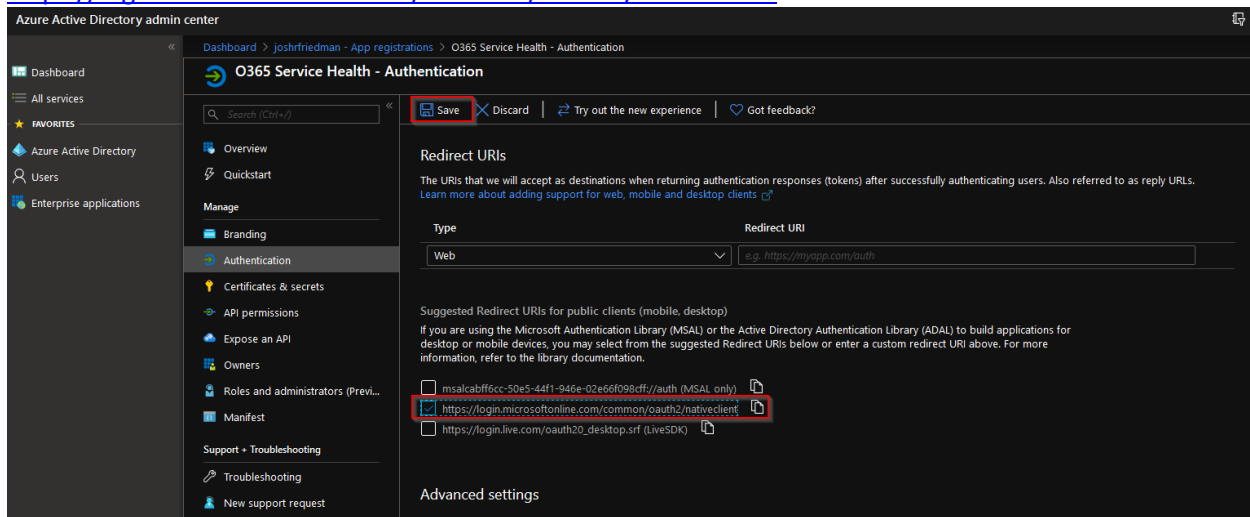 Azure Active Directory admin center
Dashboard > joshrfriedman - App registrations > O365 Service Health - Authentication
Dashboard
All services
FAVORITES
Azure Active Directory
Users
Enterprise applications
O365 Service Health - Authentication
Search (Ctrl+/)
Overview
Quickstart
Manage
Branding
Authentication
Certificates & secrets
API permissions
Expose an API
Owners
Roles and administrators (Previ...
Manifest
Support + Troubleshooting
Troubleshooting
New support request
Save
Discard
Try out the new experience
Got feedback?
Redirect URIs
The URIs that we will accept as destinations when returning authentication responses (tokens) after successfully authenticating users. Also referred to as reply URLs.
Learn more about adding support for web, mobile and desktop clients
Type
Redirect URI
Web
e.g. https://myapp.com/auth
Suggested Redirect URIs for public clients (mobile, desktop)
If you are using the Microsoft Authentication Library (MSAL) or the Active Directory Authentication Library (ADAL) to build applications for
desktop or mobile devices, you may select from the suggested Redirect URIs below or enter a custom redirect URI above. For more
information, refer to the library documentation.
msalcabff6cc-50e5-44f1-946e-02e66f098cff://auth (MSAL only)
https://login.microsoftonline.com/common/oauth2/nativeclient
https://login.live.com/oauth20_desktop.srf (LiveSDK)
Advanced settings